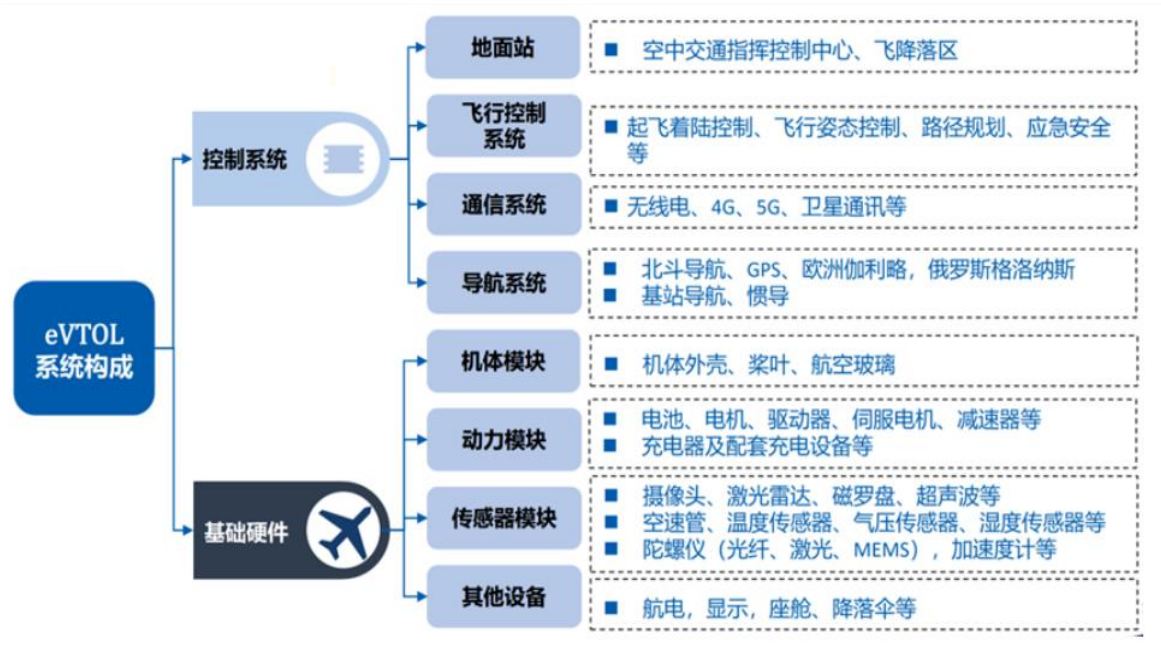 eVTOL
系统构成
控制系统
地面站
■ 空中交通指挥控制中心、飞降落区
飞行控制
系统
■ 起飞着陆控制、飞行姿态控制、路径规划、应急安全
等
通信系统
■ 无线电、4G、5G、卫星通讯等
导航系统
■ 北斗导航、GPS、欧洲伽利略，俄罗斯格洛纳斯
■ 基站导航、惯导
基础硬件
机体模块
■ 机体外壳、桨叶、航空玻璃
动力模块
■ 电池、电机、驱动器、伺服电机、减速器等
■ 充电器及配套充电设备等
传感器模块
■ 摄像头、激光雷达、磁罗盘、超声波等
■ 空速管、温度传感器、气压传感器、湿度传感器等
■ 陀螺仪（光纤、激光、MEMS），加速度计等
其他设备
■ 航电，显示，座舱、降落伞等